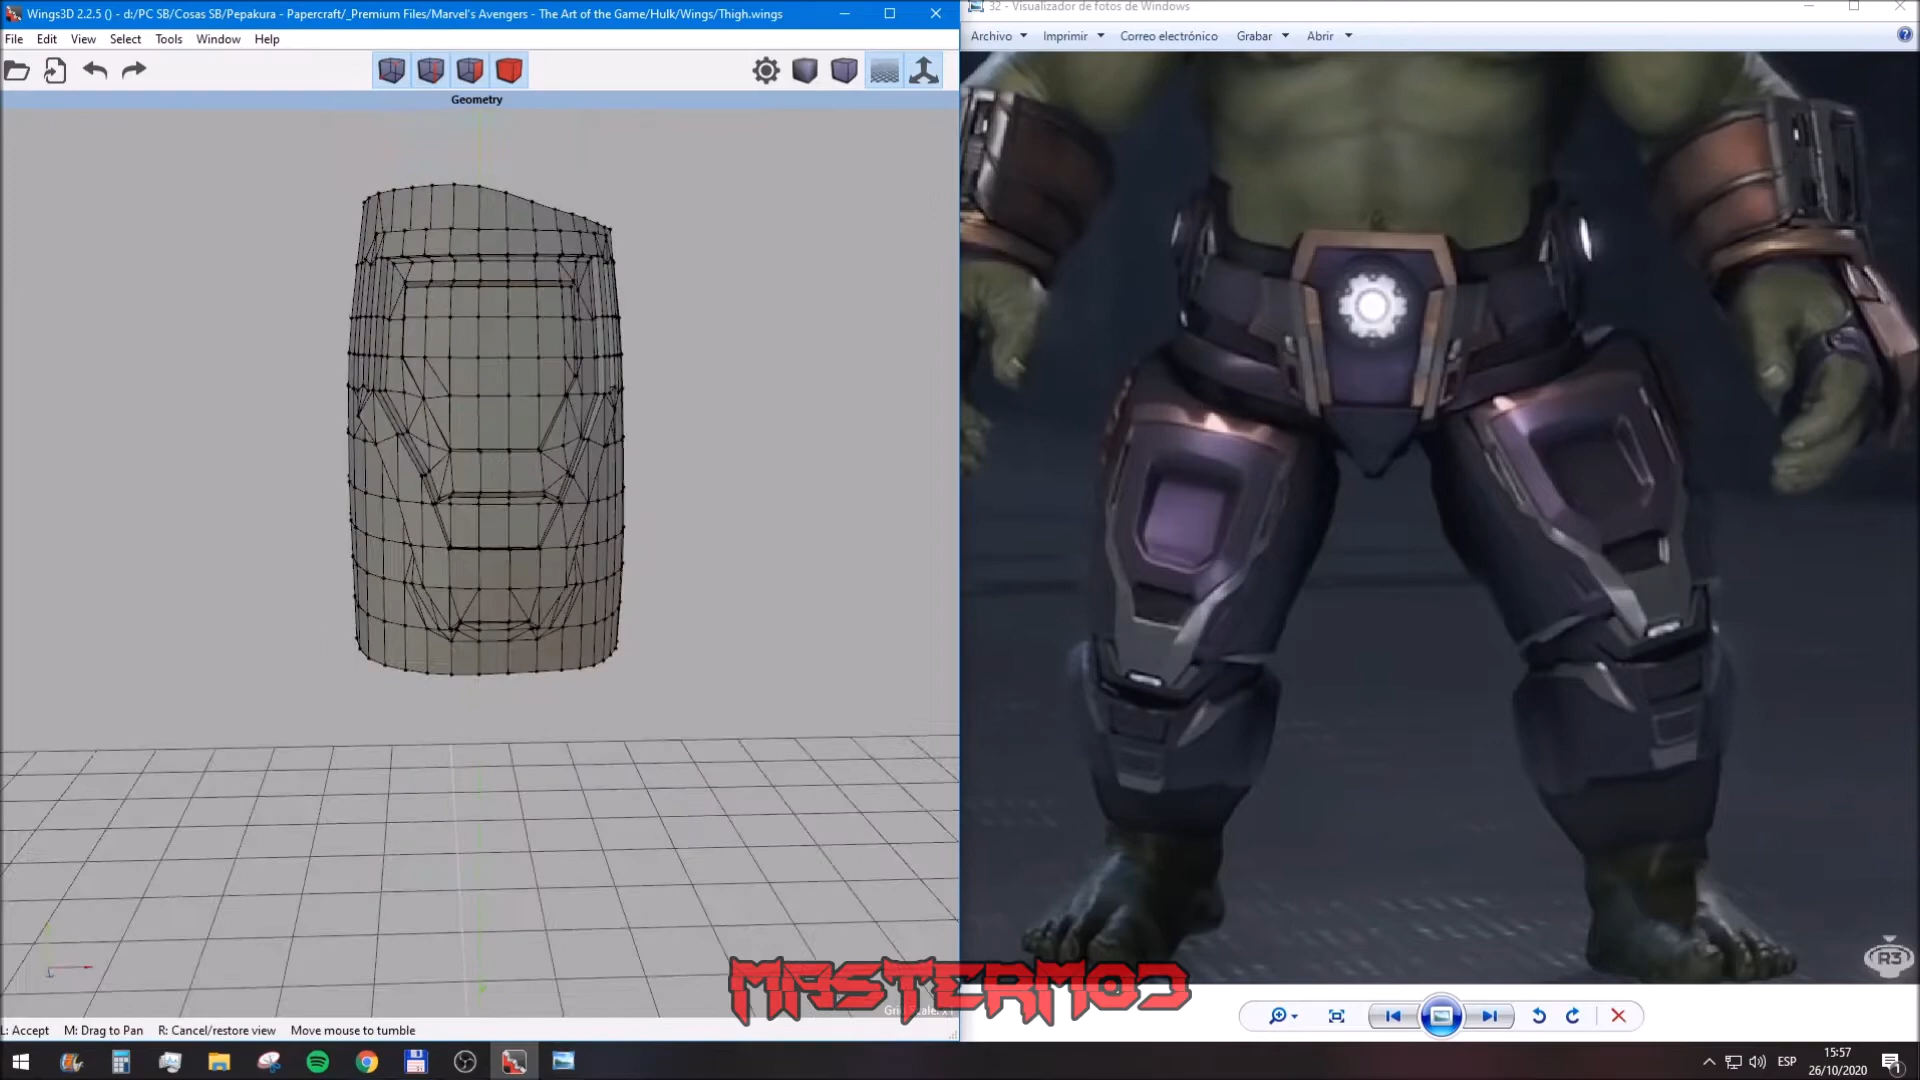 Wings3D 2.2.5 () - d:/PC SB/Cosas SB/Pepakura - Papercraft/_Premium Files/Marvel's Avengers - The Art of the Game/Hulk/Wings/Thigh.wings
File Edit View Select Tools Window Help
Geometry
L: Accept M: Drag to Pan R: Cancel/restore view Move mouse to tumble
32 - Visualizador de fotos de Windows
Archivo Imprimir Correo electrónico Grabar Abrir
R3
MASTERMOD
ESP
15:57
26/10/2020
1